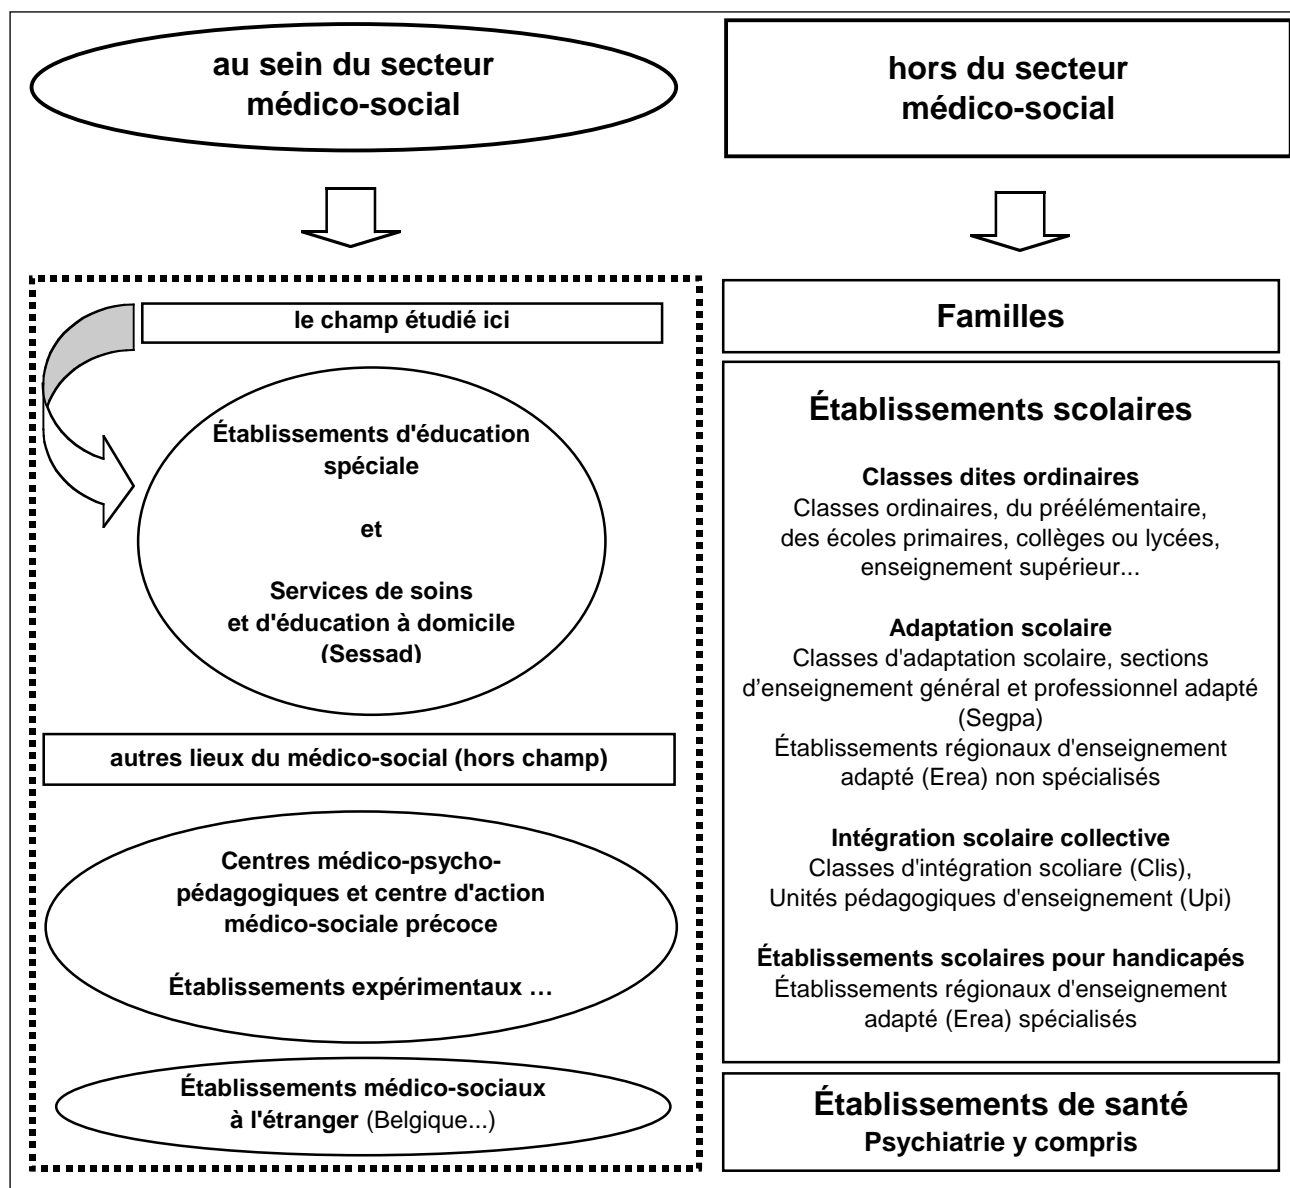 au sein du secteur
médico-social
hors du secteur
médico-social
le champ étudié ici
Établissements d'éducation
spéciale
et
Services de soins
et d'éducation à domicile
(Sessad)
autres lieux du médico-social (hors champ)
Centres médico-psycho-
pédagogiques et centre d'action
médico-sociale précoce
Établissements expérimentaux …
Établissements médico-sociaux
à l'étranger (Belgique...)
Familles
Établissements scolaires
Classes dites ordinaires
Classes ordinaires, du préélémentaire,
des écoles primaires, collèges ou lycées,
enseignement supérieur...
Adaptation scolaire
Classes d'adaptation scolaire, sections
d’enseignement général et professionnel adapté
(Segpa)
Établissements régionaux d'enseignement
adapté (Erea) non spécialisés
Intégration scolaire collective
Classes d'intégration scoliare (Clis),
Unités pédagogiques d'enseignement (Upi)
Établissements scolaires pour handicapés
Établissements régionaux d'enseignement
adapté (Erea) spécialisés
Établissements de santé
Psychiatrie y compris